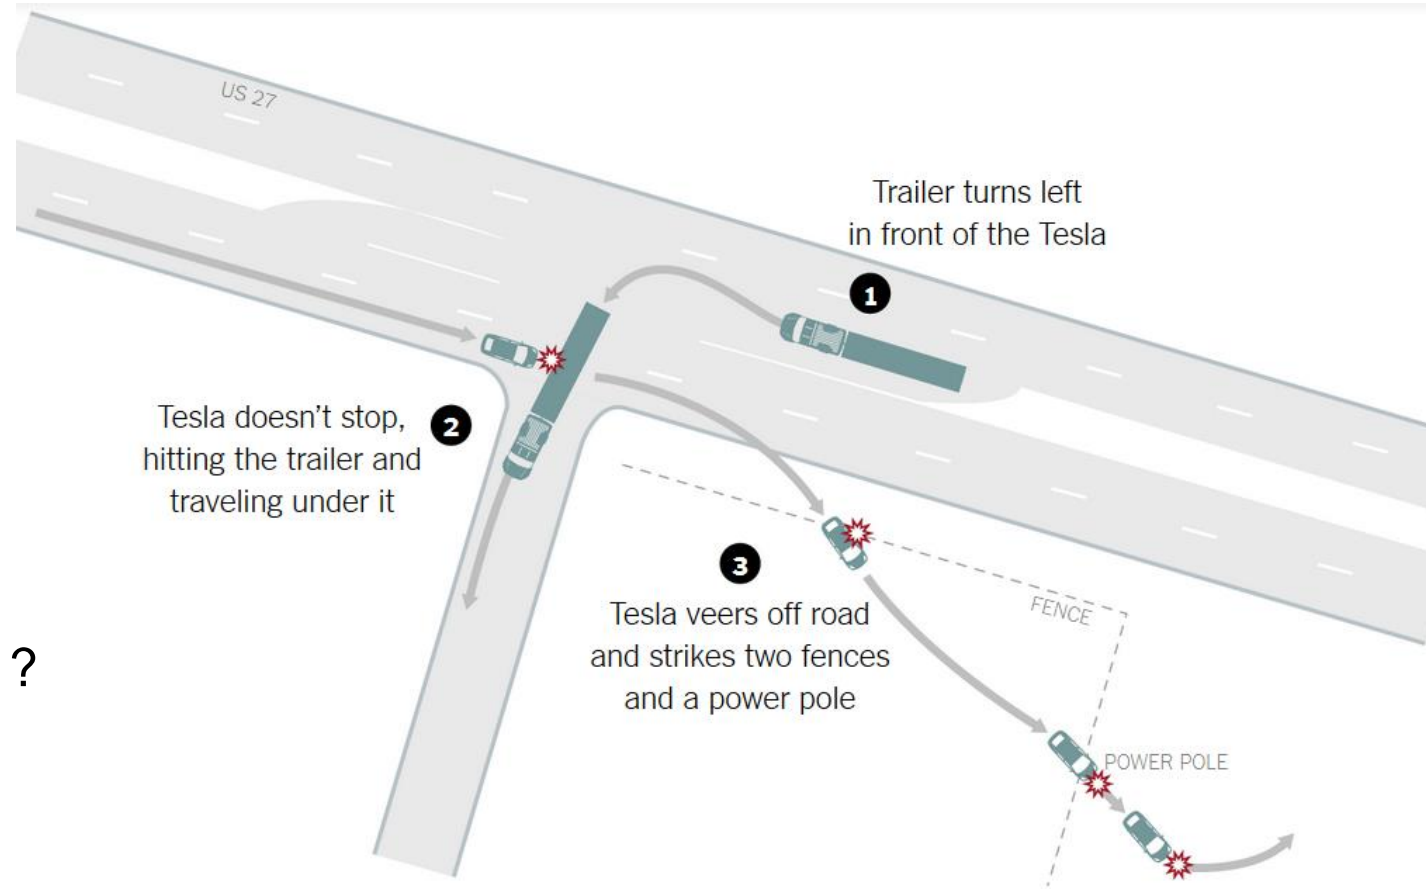 US 27
Trailer turns left
in front of the Tesla
1
Tesla doesn’t stop,
hitting the trailer and
traveling under it
2
3
Tesla veers off road
and strikes two fences
and a power pole
FENCE
?
POWER POLE